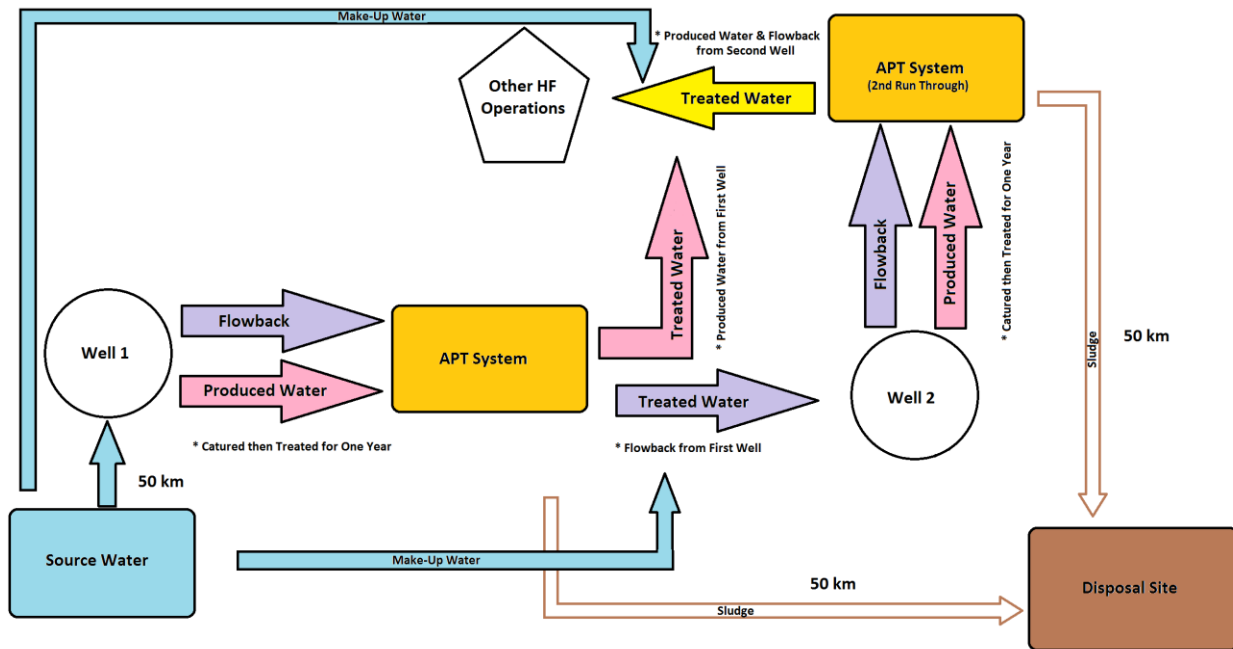 Make-Up Water
* Produced Water & Flowback
from Second Well
Other HF
Operations
Treated Water
APT System
(2nd Run Through)
Flowback
Produced Water
* Catured then Treated for One Year
Treated Water
* Produced Water from First Well
Well 1
Flowback
Produced Water
* Catured then Treated for One Year
APT System
Treated Water
* Flowback from First Well
Well 2
Sludge
50 km
50 km
Source Water
Make-Up Water
50 km
Sludge
Disposal Site